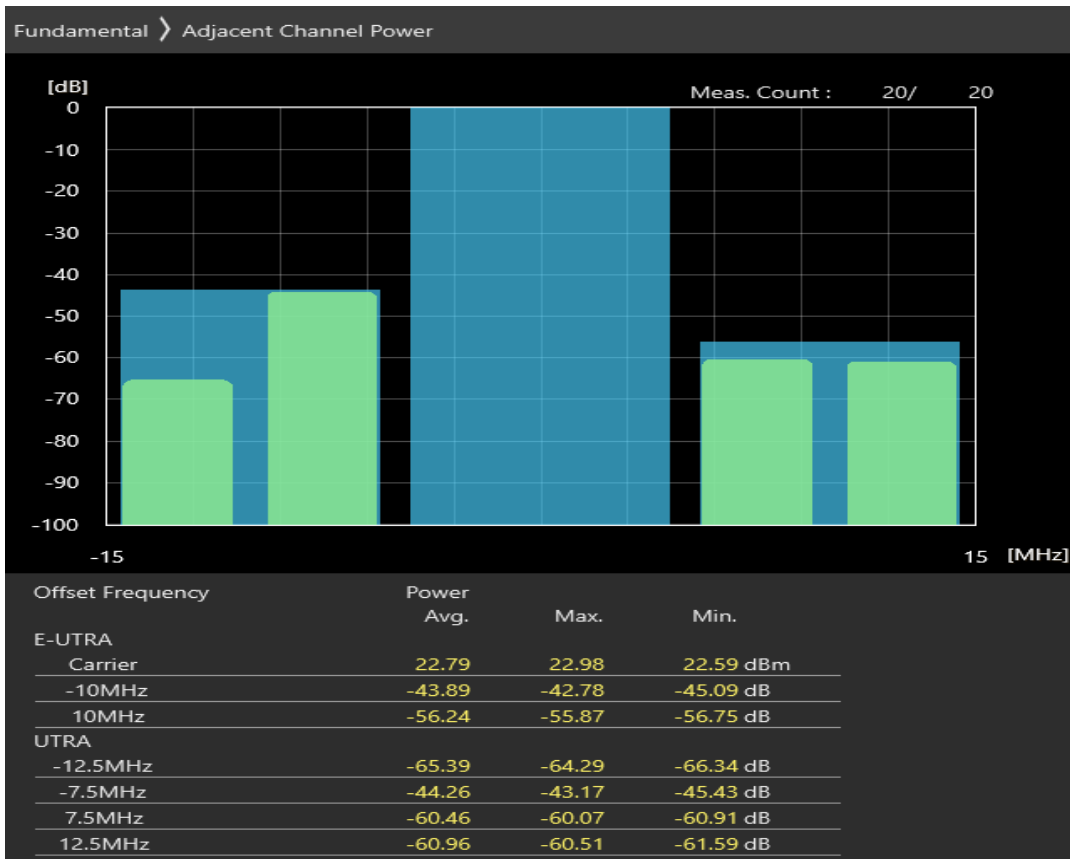 Fundamental 〉 Adjacent Channel Power
[dB]
Meas. Count : 20/ 20
0
-10
-20
-30
-40
-50
-60
-70
-80
-90
-100
-15 15 [MHz]
Offset Frequency Power
Avg. Max. Min.
E-UTRA
Carrier 22.79 22.98 22.59 dBm
-10MHz -43.89 -42.78 -45.09 dB
10MHz -56.24 -55.87 -56.75 dB
UTRA
-12.5MHz -65.39 -64.29 -66.34 dB
-7.5MHz -44.26 -43.17 -45.43 dB
7.5MHz -60.46 -60.07 -60.91 dB
12.5MHz -60.96 -60.51 -61.59 dB